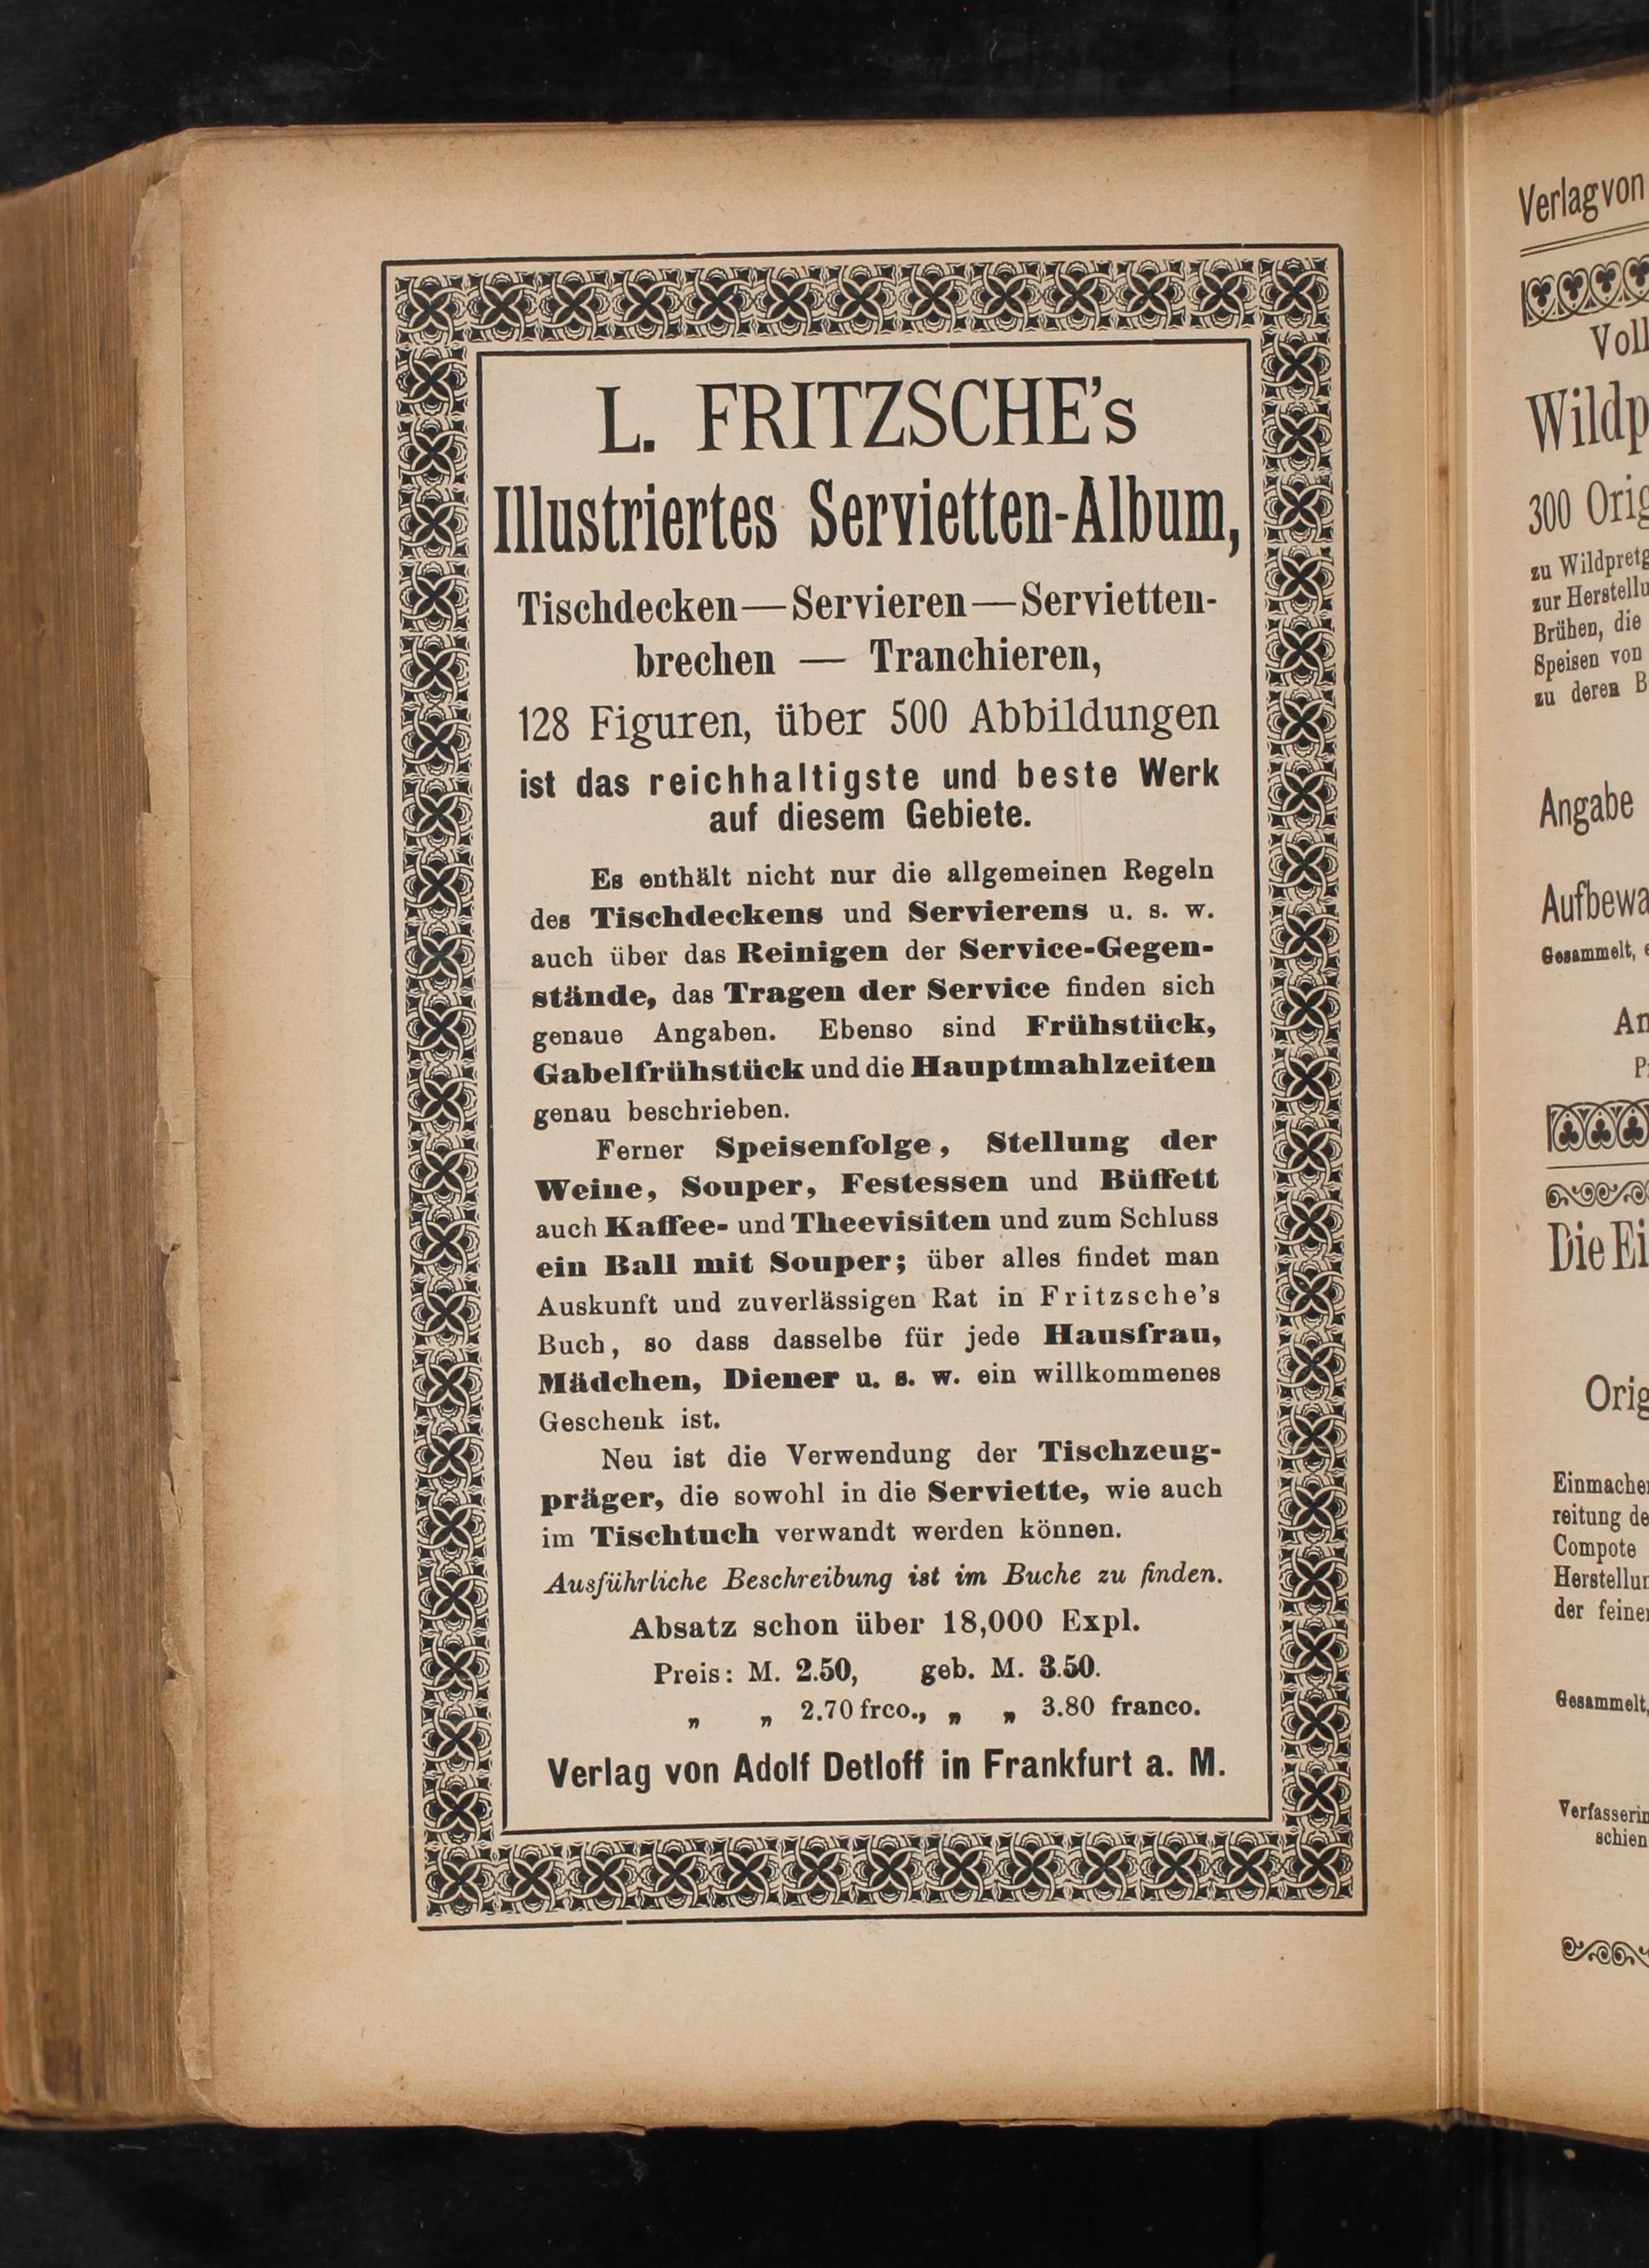 L. FRITZSCHE's
Illustriertes Servietten-Album,
Tischdecken—Servieren—Servietten-
brechen — Tranchieren,
128 Figuren, über 500 Abbildungen
ist das reichhaltigste und beste Werk
auf diesem Gebiete.
Es enthält nicht nur die allgemeinen Regeln
des Tischdeckens und Servierens u. s. w.
auch über das Reinigen der Service-Gegen-
stände, das Tragen der Service finden sich
genaue Angaben. Ebenso sind Frühstück,
Gabelfrühstück und die Hauptmahlzeiten
genau beschrieben.
Ferner Speisenfolge, Stellung der
Weine, Souper, Festessen und Büffett
auch Kaffee- und Theevisiten und zum Schluss
ein Ball mit Souper; über alles findet man
Auskunft und zuverlässigen Rat in Fritzsche's
Buch, so dass dasselbe für jede Hausfrau,
Mädchen, Diener u. s. w. ein willkommenes
Geschenk ist.
Neu ist die Verwendung der Tischzeug-
präger, die sowohl in die Serviette, wie auch
im Tischtuch verwandt werden können.
Ausführliche Beschreibung ist im Buche zu finden.
Absatz schon über 18,000 Expl.
Preis: M. 2.50, geb. M. 3.50.
„ „ 2.70 frco., „ „ 3.80 franco.
Verlag von Adolf Detloff in Frankfurt a. M.
Verlag von
Voll
Wildp
300 Orig
zu Wildpretg
zur Herstellu
Brühen, die
Speisen von
zu deren B
Angabe
Aufbewa
Gesammelt, e
An
P
Die Ei
Orig
Einmache
reitung de
Compote
Herstellun
der feine
Gesammelt,
Verfasserin
schien